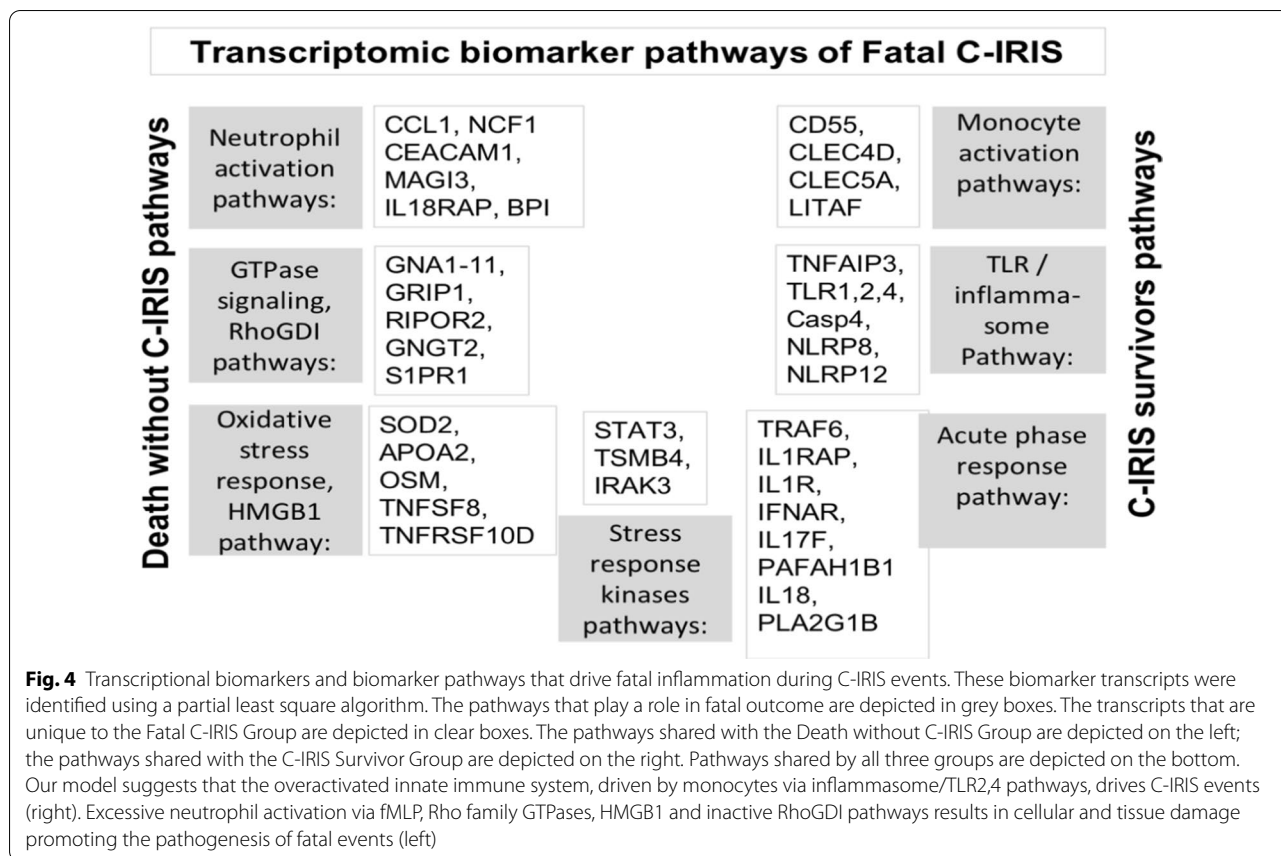 Transcriptomic biomarker pathways of Fatal C-IRIS
Death without C-IRIS pathways
Neutrophil
activation
pathways:
CCL1, NCF1
CEACAM1,
MAGI3,
IL18RAP, BPI
GTPase
signaling,
RhoGDI
pathways:
GNA1-11,
GRIP1,
RIPOR2,
GNGT2,
S1PR1
Oxidative
stress
response,
HMGB1
pathway:
SOD2,
APOA2,
OSM,
TNFSF8,
TNFRSF10D
STAT3,
TSMB4,
IRAK3
Stress
response
kinases
pathways:
CD55,
CLEC4D,
CLEC5A,
LITAF
Monocyte
activation
pathways:
TNFAIP3,
TLR1,2,4,
Casp4,
NLRP8,
NLRP12
TLR /
inflamma-
some
Pathway:
TRAF6,
IL1RAP,
IL1R,
IFNAR,
IL17F,
PAFAH1B1
IL18,
PLA2G1B
Acute phase
response
pathway:
C-IRIS survivors pathways
Fig. 4 Transcriptional biomarkers and biomarker pathways that drive fatal inflammation during C-IRIS events. These biomarker transcripts were
identified using a partial least square algorithm. The pathways that play a role in fatal outcome are depicted in grey boxes. The transcripts that are
unique to the Fatal C-IRIS Group are depicted in clear boxes. The pathways shared with the Death without C-IRIS Group are depicted on the left;
the pathways shared with the C-IRIS Survivor Group are depicted on the right. Pathways shared by all three groups are depicted on the bottom.
Our model suggests that the overactivated innate immune system, driven by monocytes via inflammasome/TLR2,4 pathways, drives C-IRIS events
(right). Excessive neutrophil activation via fMLP, Rho family GTPases, HMGB1 and inactive RhoGDI pathways results in cellular and tissue damage
promoting the pathogenesis of fatal events (left)